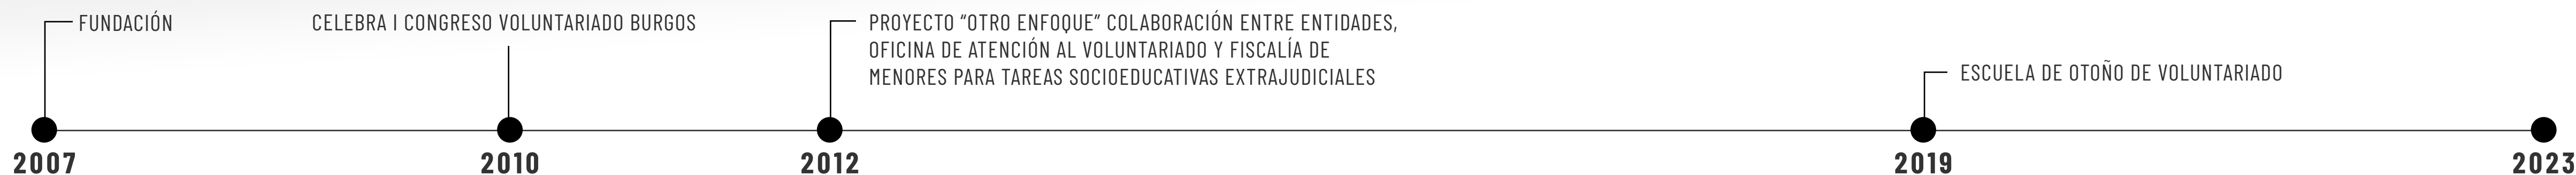 FUNDACIÓN
CELEBRA I CONGRESO VOLUNTARIADO BURGOS
PROYECTO “OTRO ENFOQUE” COLABORACIÓN ENTRE ENTIDADES,
OFICINA DE ATENCIÓN AL VOLUNTARIADO Y FISCALÍA DE
MENORES PARA TAREAS SOCIOEDUCATIVAS EXTRAJUDICIALES
ESCUELA DE OTOÑO DE VOLUNTARIADO
2007
2010
2012
2019
2023